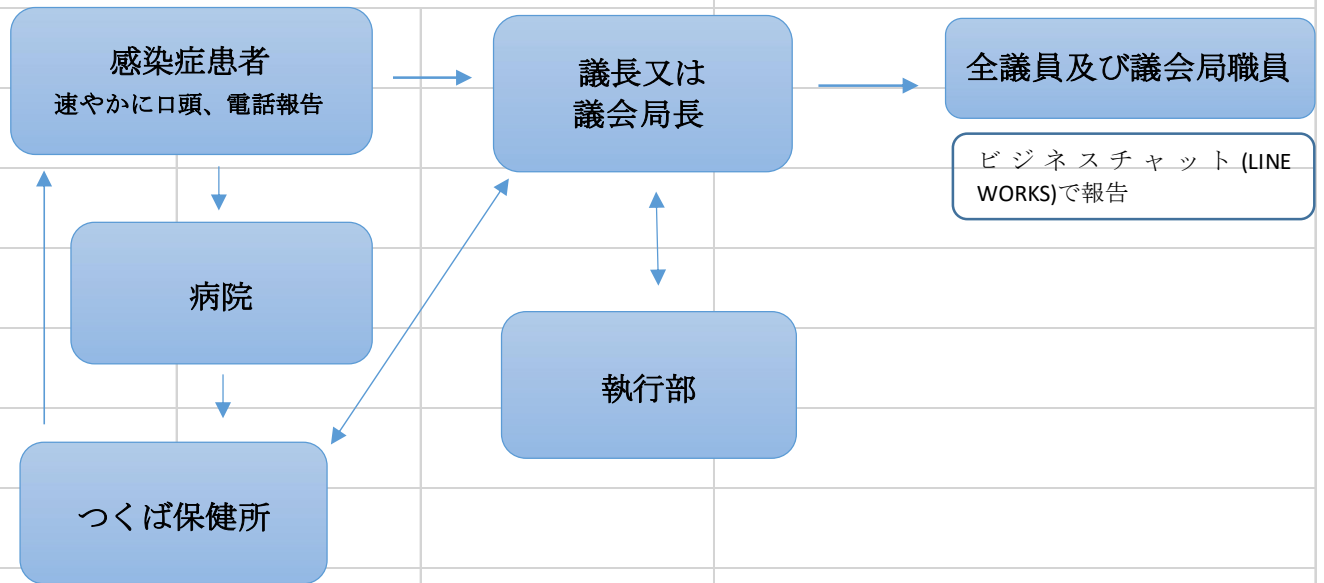 感染症患者
速やかに口頭、電話報告
議長又は
議会局長
全議員及び議会局職員
ビジネスチャット(LINE
WORKS)で報告
病院
執行部
つくば保健所